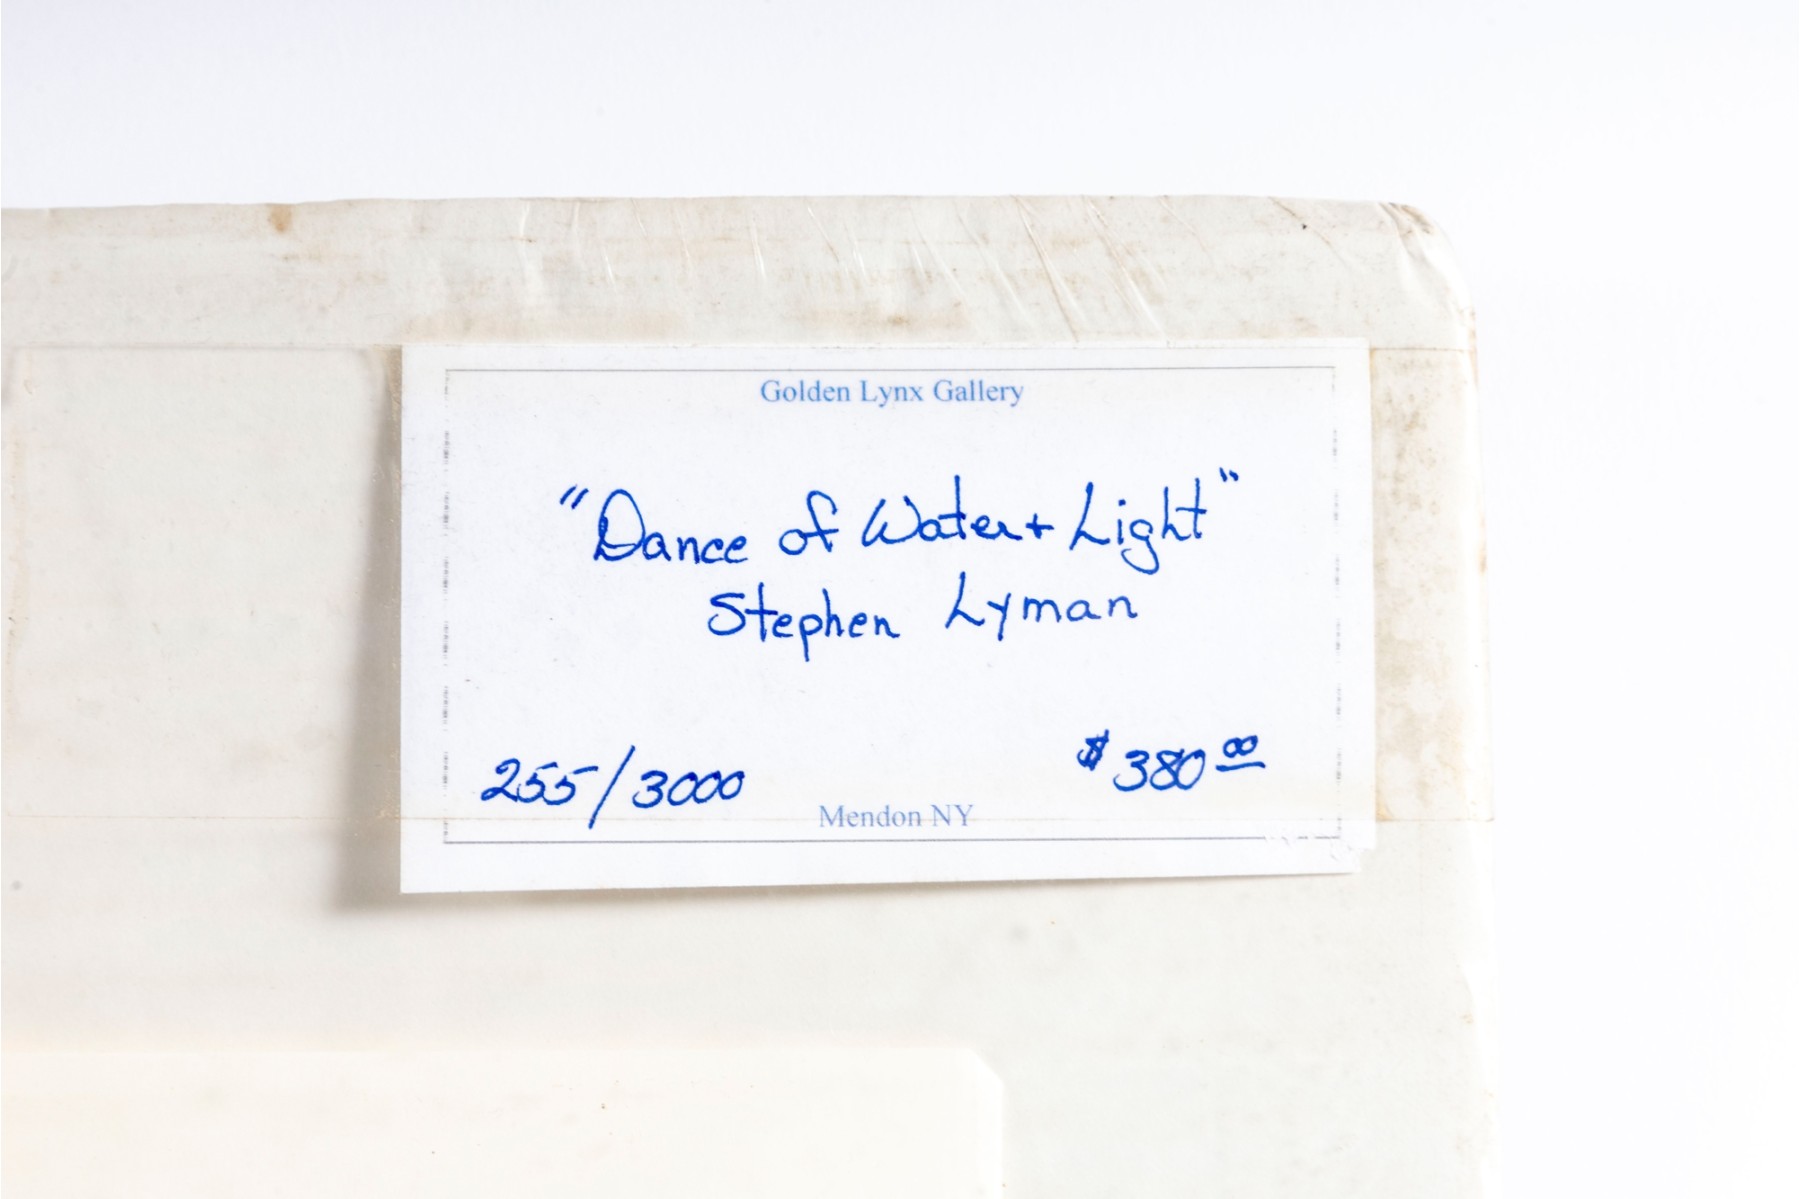 Golden Lynx Gallery
"Dance of Water + Light"
Stephen Lyman
255/3000
$380.00
Mendon NY